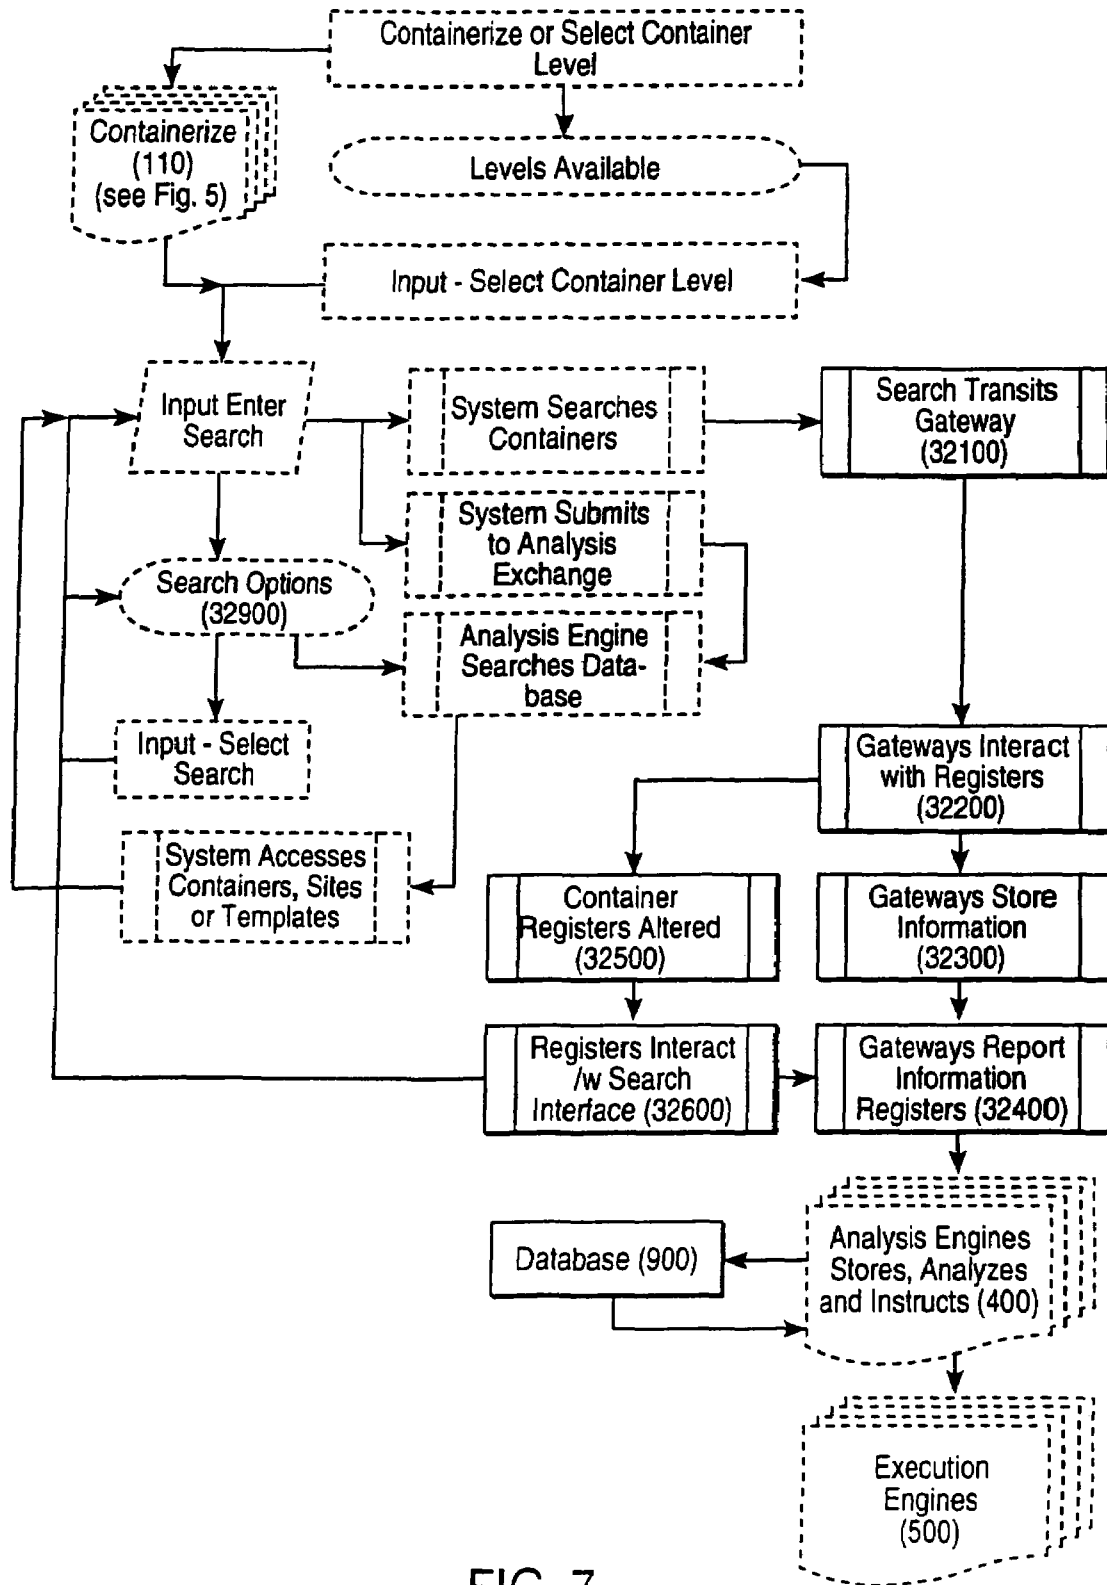 Containerize or Select Container
Level
Containerize
(110)
(see Fig. 5)
Levels Available
Input - Select Container Level
Input Enter
Search
System Searches
Containers
Search Transits
Gateway
(32100)
System Submits
to Analysis
Exchange
Search Options
(32900)
Analysis Engine
Searches Data-
base
Input - Select
Search
Gateways Interact
with Registers
(32200)
System Accesses
Containers, Sites
or Templates
Container
Registers Altered
(32500)
Gateways Store
Information
(32300)
Registers Interact
/w Search
Interface (32600)
Gateways Report
Information
Registers (32400)
Database (900)
Analysis Engines
Stores, Analyzes
and Instructs (400)
Execution
Engines
(500)
FIG. 7